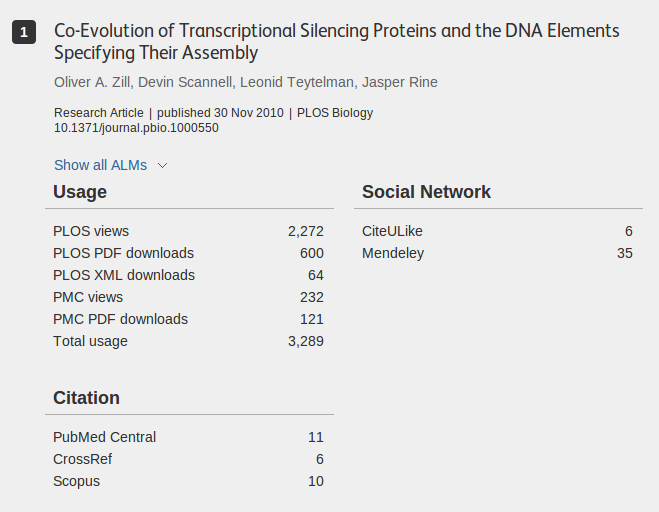 1
Co-Evolution of Transcriptional Silencing Proteins and the DNA Elements
Specifying Their Assembly
Oliver A. Zill, Devin Scannell, Leonid Teytelman, Jasper Rine
Research Article | published 30 Nov 2010 | PLOS Biology
10.1371/journal.pbio.1000550
Show all ALMs
Usage
PLOS views 2,272
PLOS PDF downloads 600
PLOS XML downloads 64
PMC views 232
PMC PDF downloads 121
Total usage 3,289
Social Network
CiteULike 6
Mendeley 35
Citation
PubMed Central 11
CrossRef 6
Scopus 10